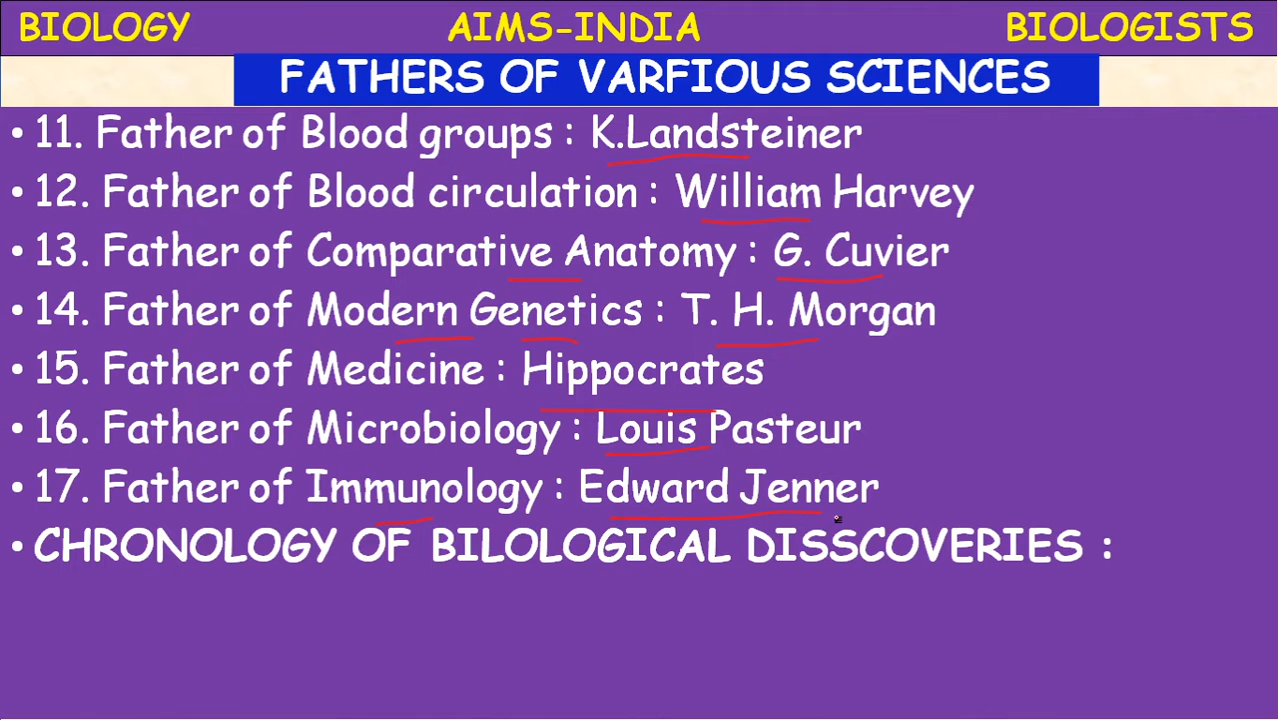 BIOLOGY AIMS-INDIA BIOLOGISTS
FATHERS OF VARFIOUS SCIENCES
• 11. Father of Blood groups : K.Landsteiner
• 12. Father of Blood circulation : William Harvey
• 13. Father of Comparative Anatomy : G. Cuvier
• 14. Father of Modern Genetics : T. H. Morgan
• 15. Father of Medicine : Hippocrates
• 16. Father of Microbiology : Louis Pasteur
• 17. Father of Immunology : Edward Jenner
• CHRONOLOGY OF BILOLOGICAL DISSCOVERIES :